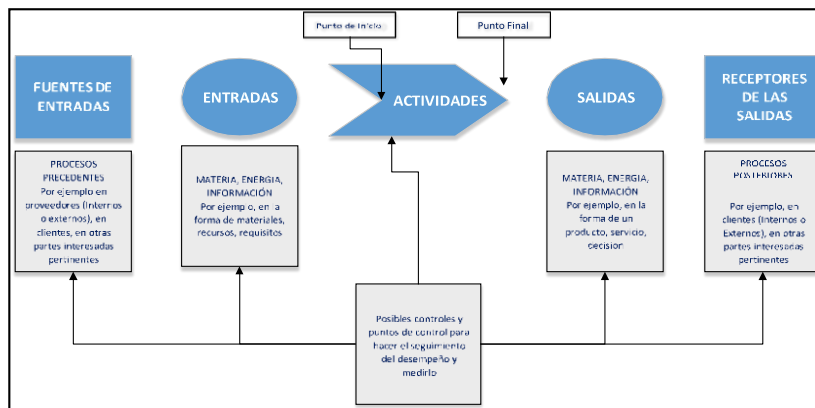 Punto de Inicio
Punto Final
FUENTES DE
ENTRADAS
ENTRADAS
ACTIVIDADES
SALIDAS
RECEPTORES
DE LAS
SALIDAS
PROCESOS
PRECEDENTES
Por ejemplo en
proveedores (Internos
o externos), en
clientes, en otras
partes interesadas
pertinentes
MATERIA, ENERGIA,
INFORMACIÓN
Por ejemplo, en la
forma de materiales,
recursos, requisitos
MATERIA, ENERGIA,
INFORMACIÓN
Por ejemplo, en la
forma de un
producto, servicio,
decisión
PROCESOS
POSTERIORES
Por ejemplo, en
clientes (Internos o
Externos), en otras
partes interesadas
pertinentes
Posibles controles y
puntos de control para
hacer el seguimiento
del desempeño y
medirlo